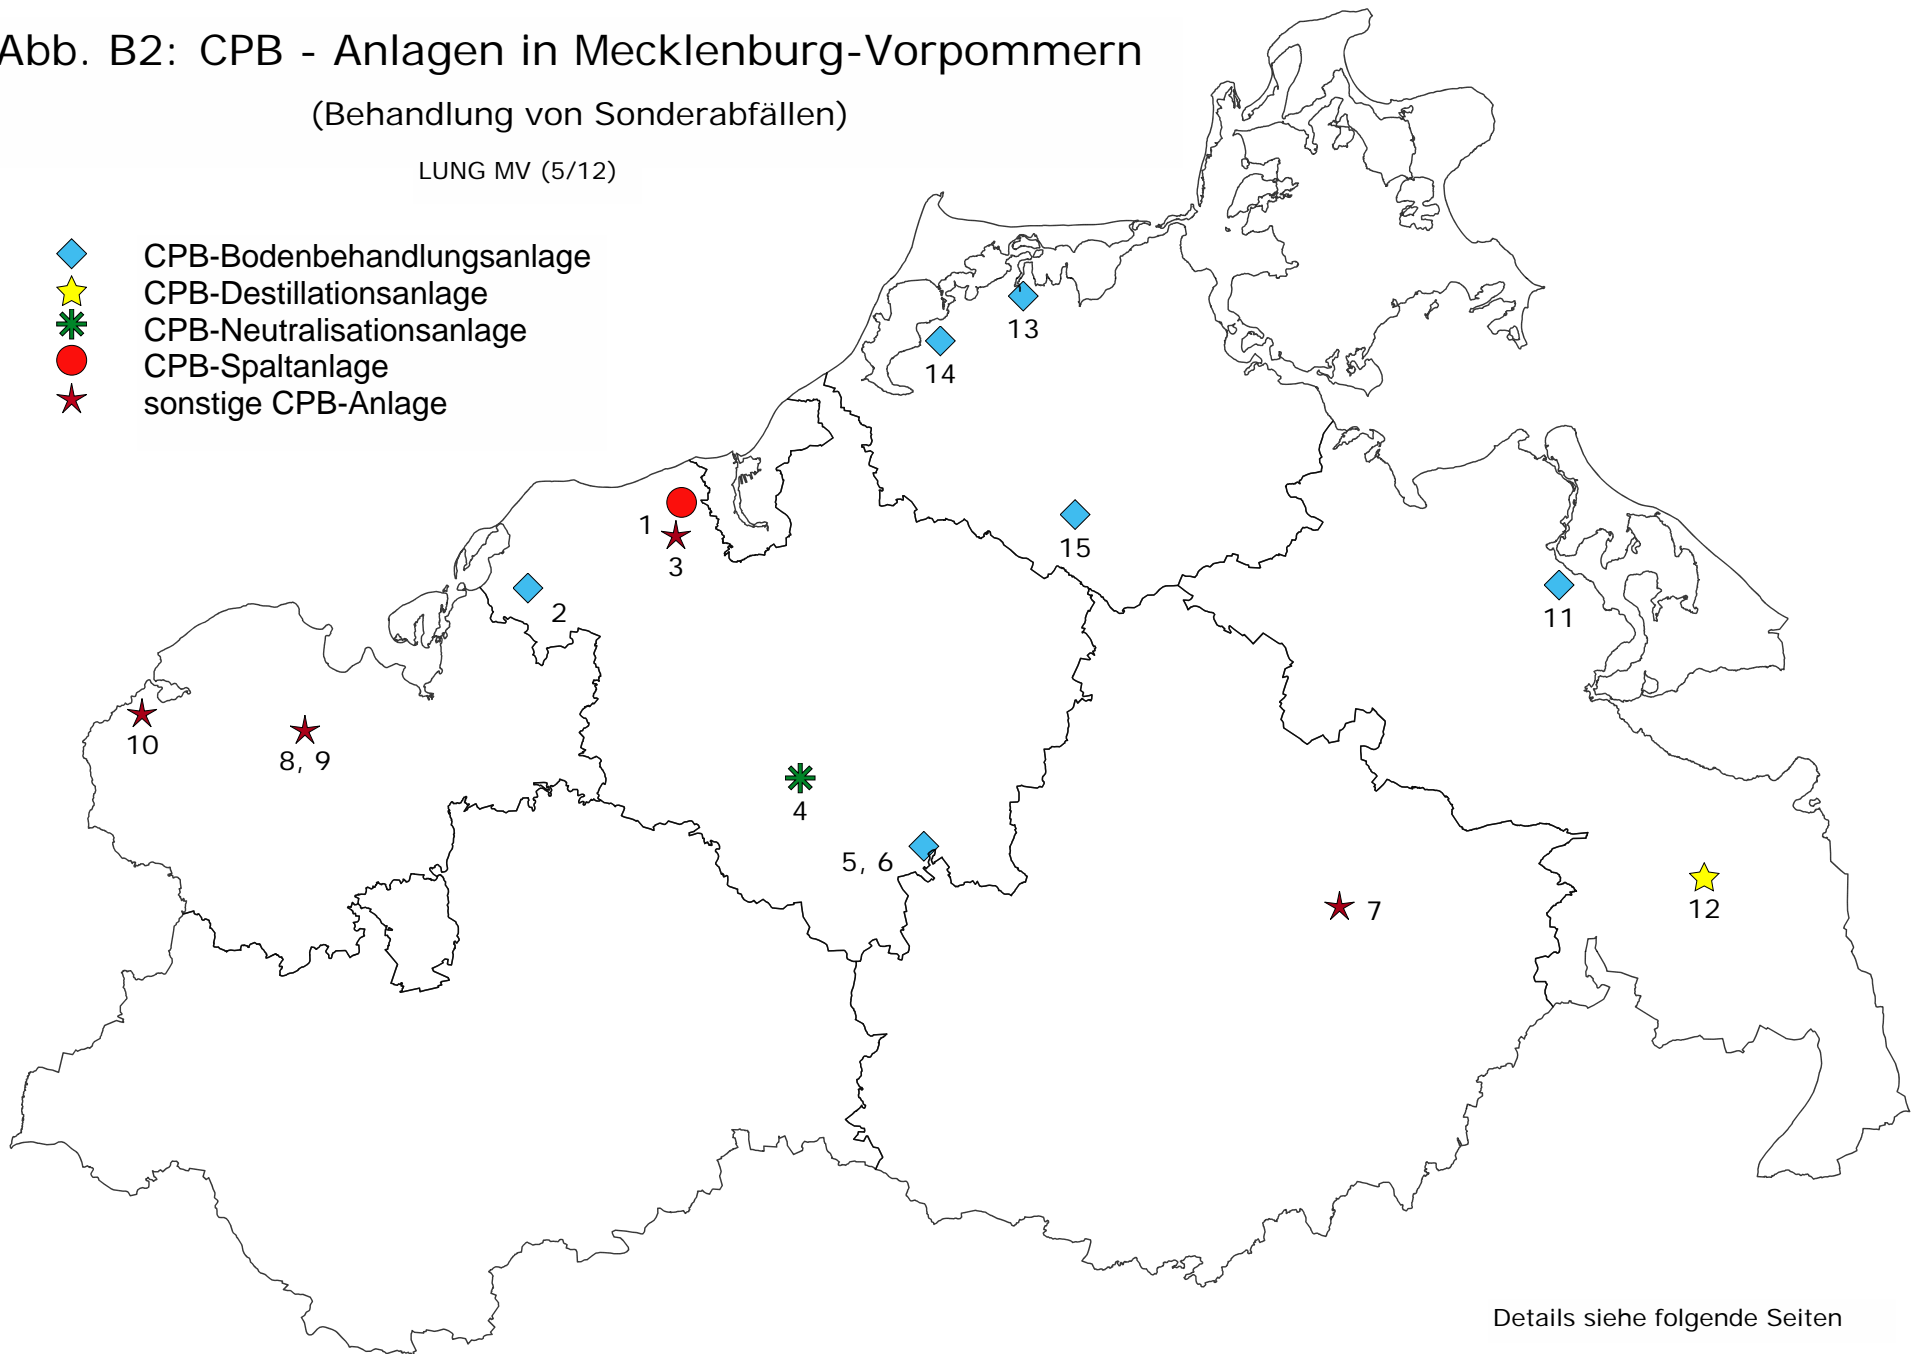 Abb. B2: CPB - Anlagen in Mecklenburg-Vorpommern
(Behandlung von Sonderabfällen)
LUNG MV (5/12)
CPB-Bodenbehandlungsanlage
CPB-Destillationsanlage
CPB-Neutralisationsanlage
CPB-Spaltanlage
sonstige CPB-Anlage
13
14
1
15
3
2
11
10
8, 9
4
5, 6
7
12
Details siehe folgende Seiten